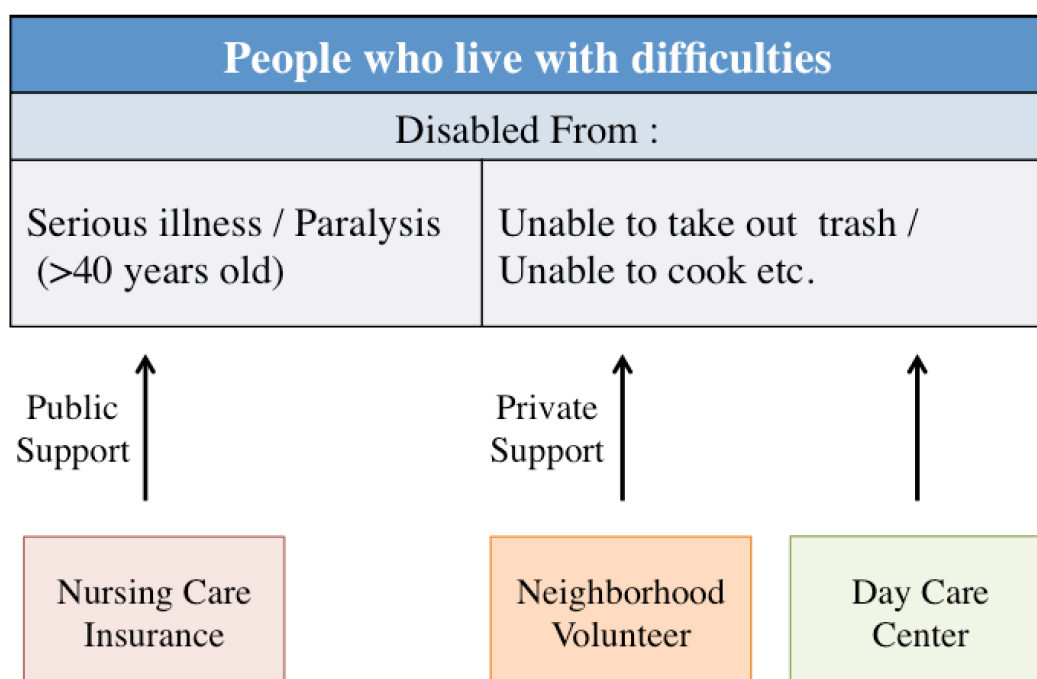 People who live with difficulties
Disabled From :
Serious illness / Paralysis
(>40 years old)
Unable to take out trash /
Unable to cook etc.
Public
Support
Private
Support
Nursing Care
Insurance
Neighborhood
Volunteer
Day Care
Center